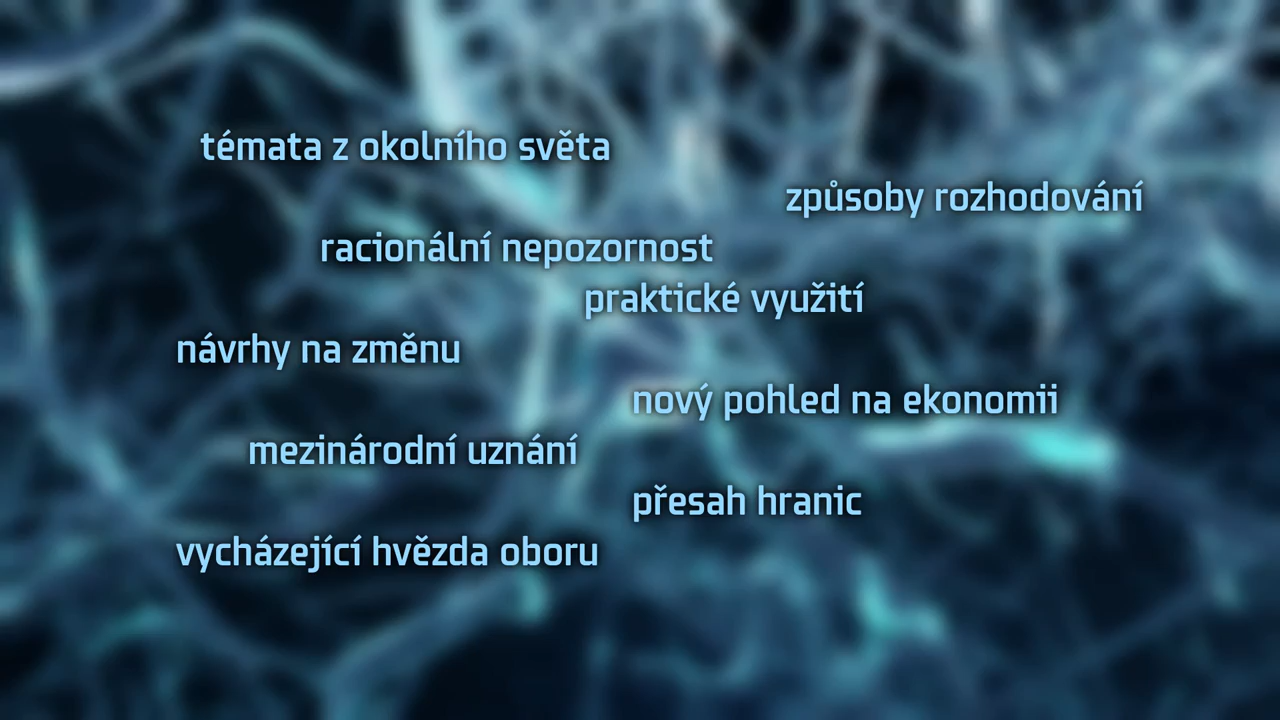 témata z okolního světa
způsoby rozhodování
racionální nepozornost
praktické využití
návrhy na změnu
nový pohled na ekonomii
mezinárodní uznání
přesah hranic
vycházející hvězda oboru